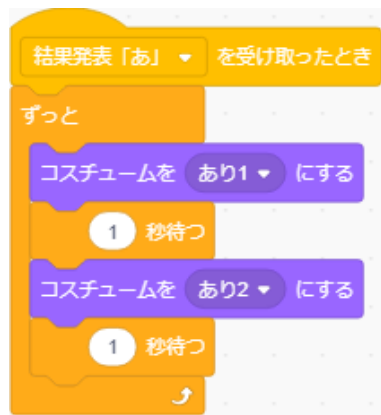 結果発表「あ」 を受け取ったとき
ずっと
コスチュームを あり1 にする
1 秒待つ
コスチュームを あり2 にする
1 秒待つ